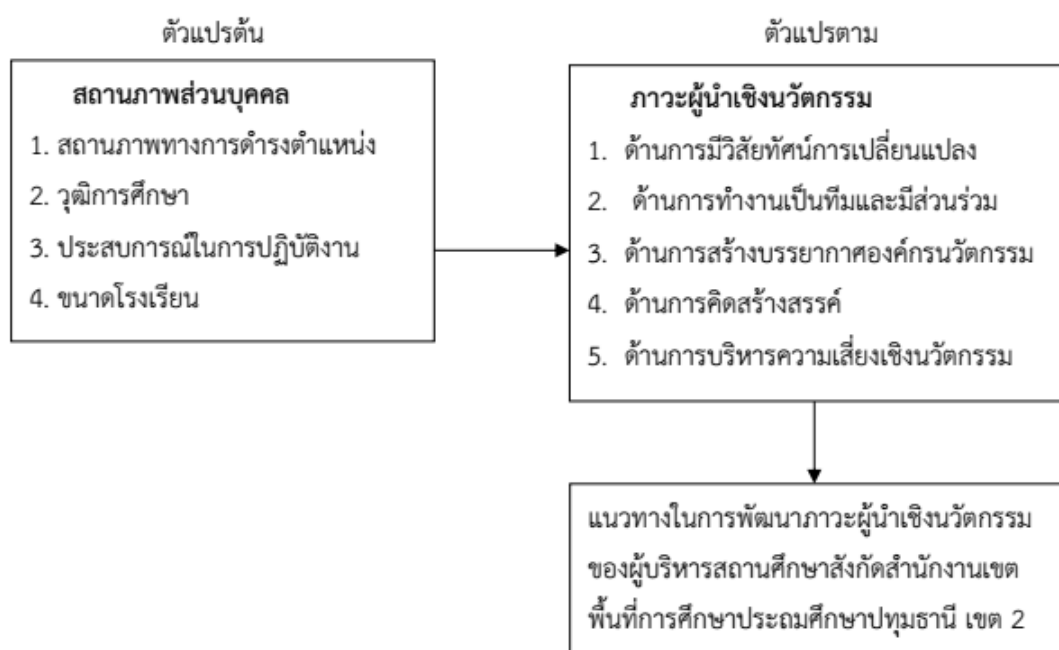 ตัวแปรต้น
สถานภาพส่วนบุคคล
1. สถานภาพทางการดำรงตำแหน่ง
2. วุฒิการศึกษา
3. ประสบการณ์ในการปฏิบัติงาน
4. ขนาดโรงเรียน
ตัวแปรตาม
ภาวะผู้นำเชิงนวัตกรรม
1. ด้านการมีวิสัยทัศน์การเปลี่ยนแปลง
2. ด้านการทำงานเป็นทีมและมีส่วนร่วม
3. ด้านการสร้างบรรยากาศองค์กรนวัตกรรม
4. ด้านการคิดสร้างสรรค์
5. ด้านการบริหารความเสี่ยงเชิงนวัตกรรม
แนวทางในการพัฒนาภาวะผู้นำเชิงนวัตกรรม
ของผู้บริหารสถานศึกษาสังกัดสำนักงานเขต
พื้นที่การศึกษาประถมศึกษาปทุมธานี เขต 2